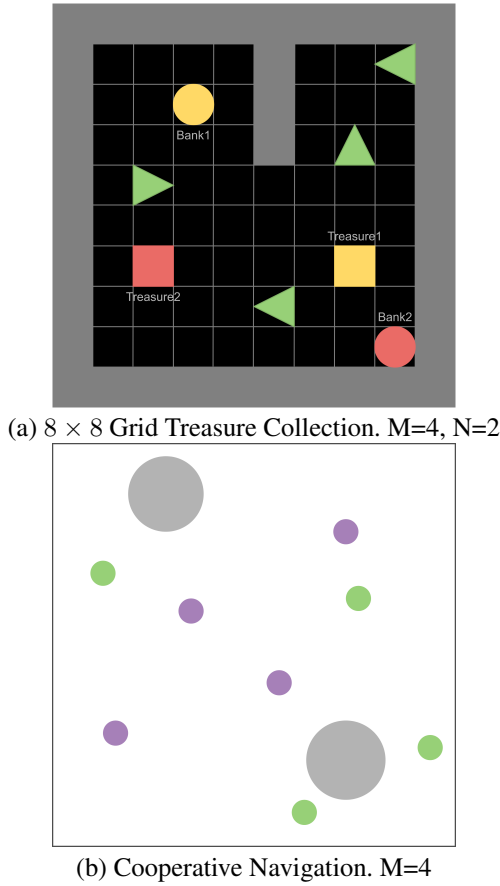 Bank1
Treasure1
Treasure2
Bank2
(a) 8 × 8 Grid Treasure Collection. M=4, N=2
(b) Cooperative Navigation. M=4